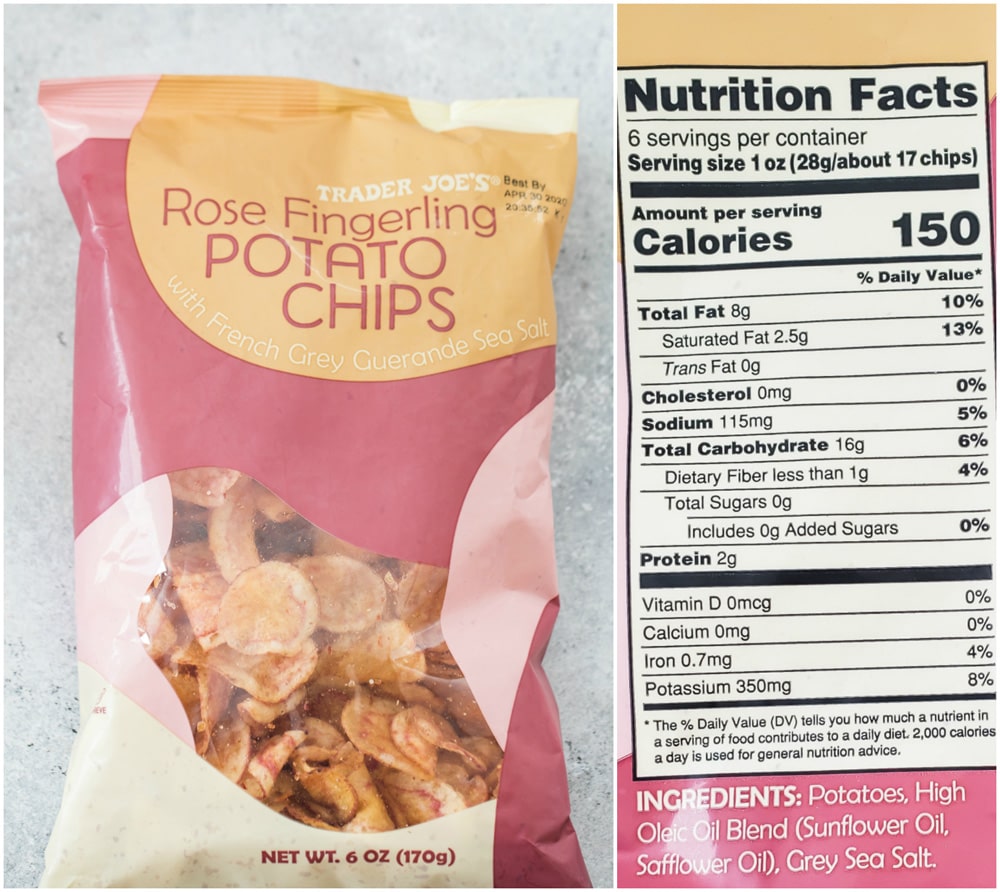 TRADER JOE'S®
Best By
APR 30 2020
Rose Fingerling
POTATO
CHIPS
with French Grey Guerande Sea Salt
NET WT. 6 OZ (170g)
Nutrition Facts
6 servings per container
Serving size 1 oz (28g/about 17 chips)
Amount per serving
Calories 150
% Daily Value*
Total Fat 8g 10%
Saturated Fat 2.5g 13%
Trans Fat 0g
Cholesterol 0mg 0%
Sodium 115mg 5%
Total Carbohydrate 16g 6%
Dietary Fiber less than 1g 4%
Total Sugars 0g
Includes 0g Added Sugars 0%
Protein 2g
Vitamin D 0mcg 0%
Calcium 0mg 0%
Iron 0.7mg 4%
Potassium 350mg 8%
* The % Daily Value (DV) tells you how much a nutrient in
a serving of food contributes to a daily diet. 2,000 calories
a day is used for general nutrition advice.
INGREDIENTS: Potatoes, High
Oleic Oil Blend (Sunflower Oil,
Safflower Oil), Grey Sea Salt.